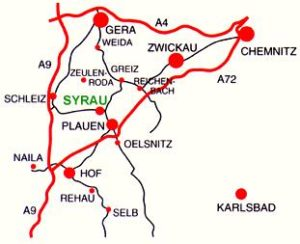 GERA
A4
WEIDA
CHEMNITZ
ZWICKAU
A9
ZEULEN-
RODA
GREIZ
REICHEN-
BACH
A72
SCHLEIZ
SYRAU
PLAUEN
OELSNITZ
NAILA
HOF
REHAU
SELB
A9
KARLSBAD